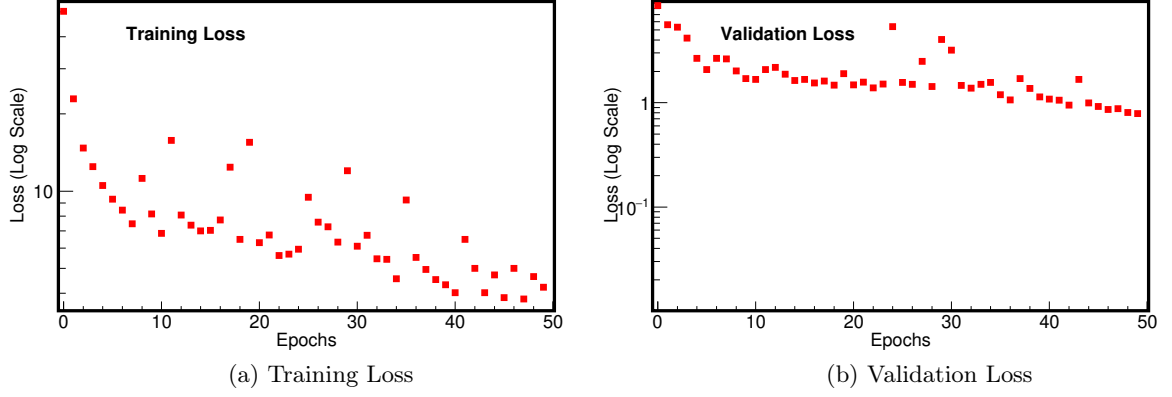 Training Loss
Loss (Log Scale)
10
0 10 20 30 40 50
Epochs
(a) Training Loss
Validation Loss
Loss (Log Scale)
1
10⁻¹
0 10 20 30 40 50
Epochs
(b) Validation Loss